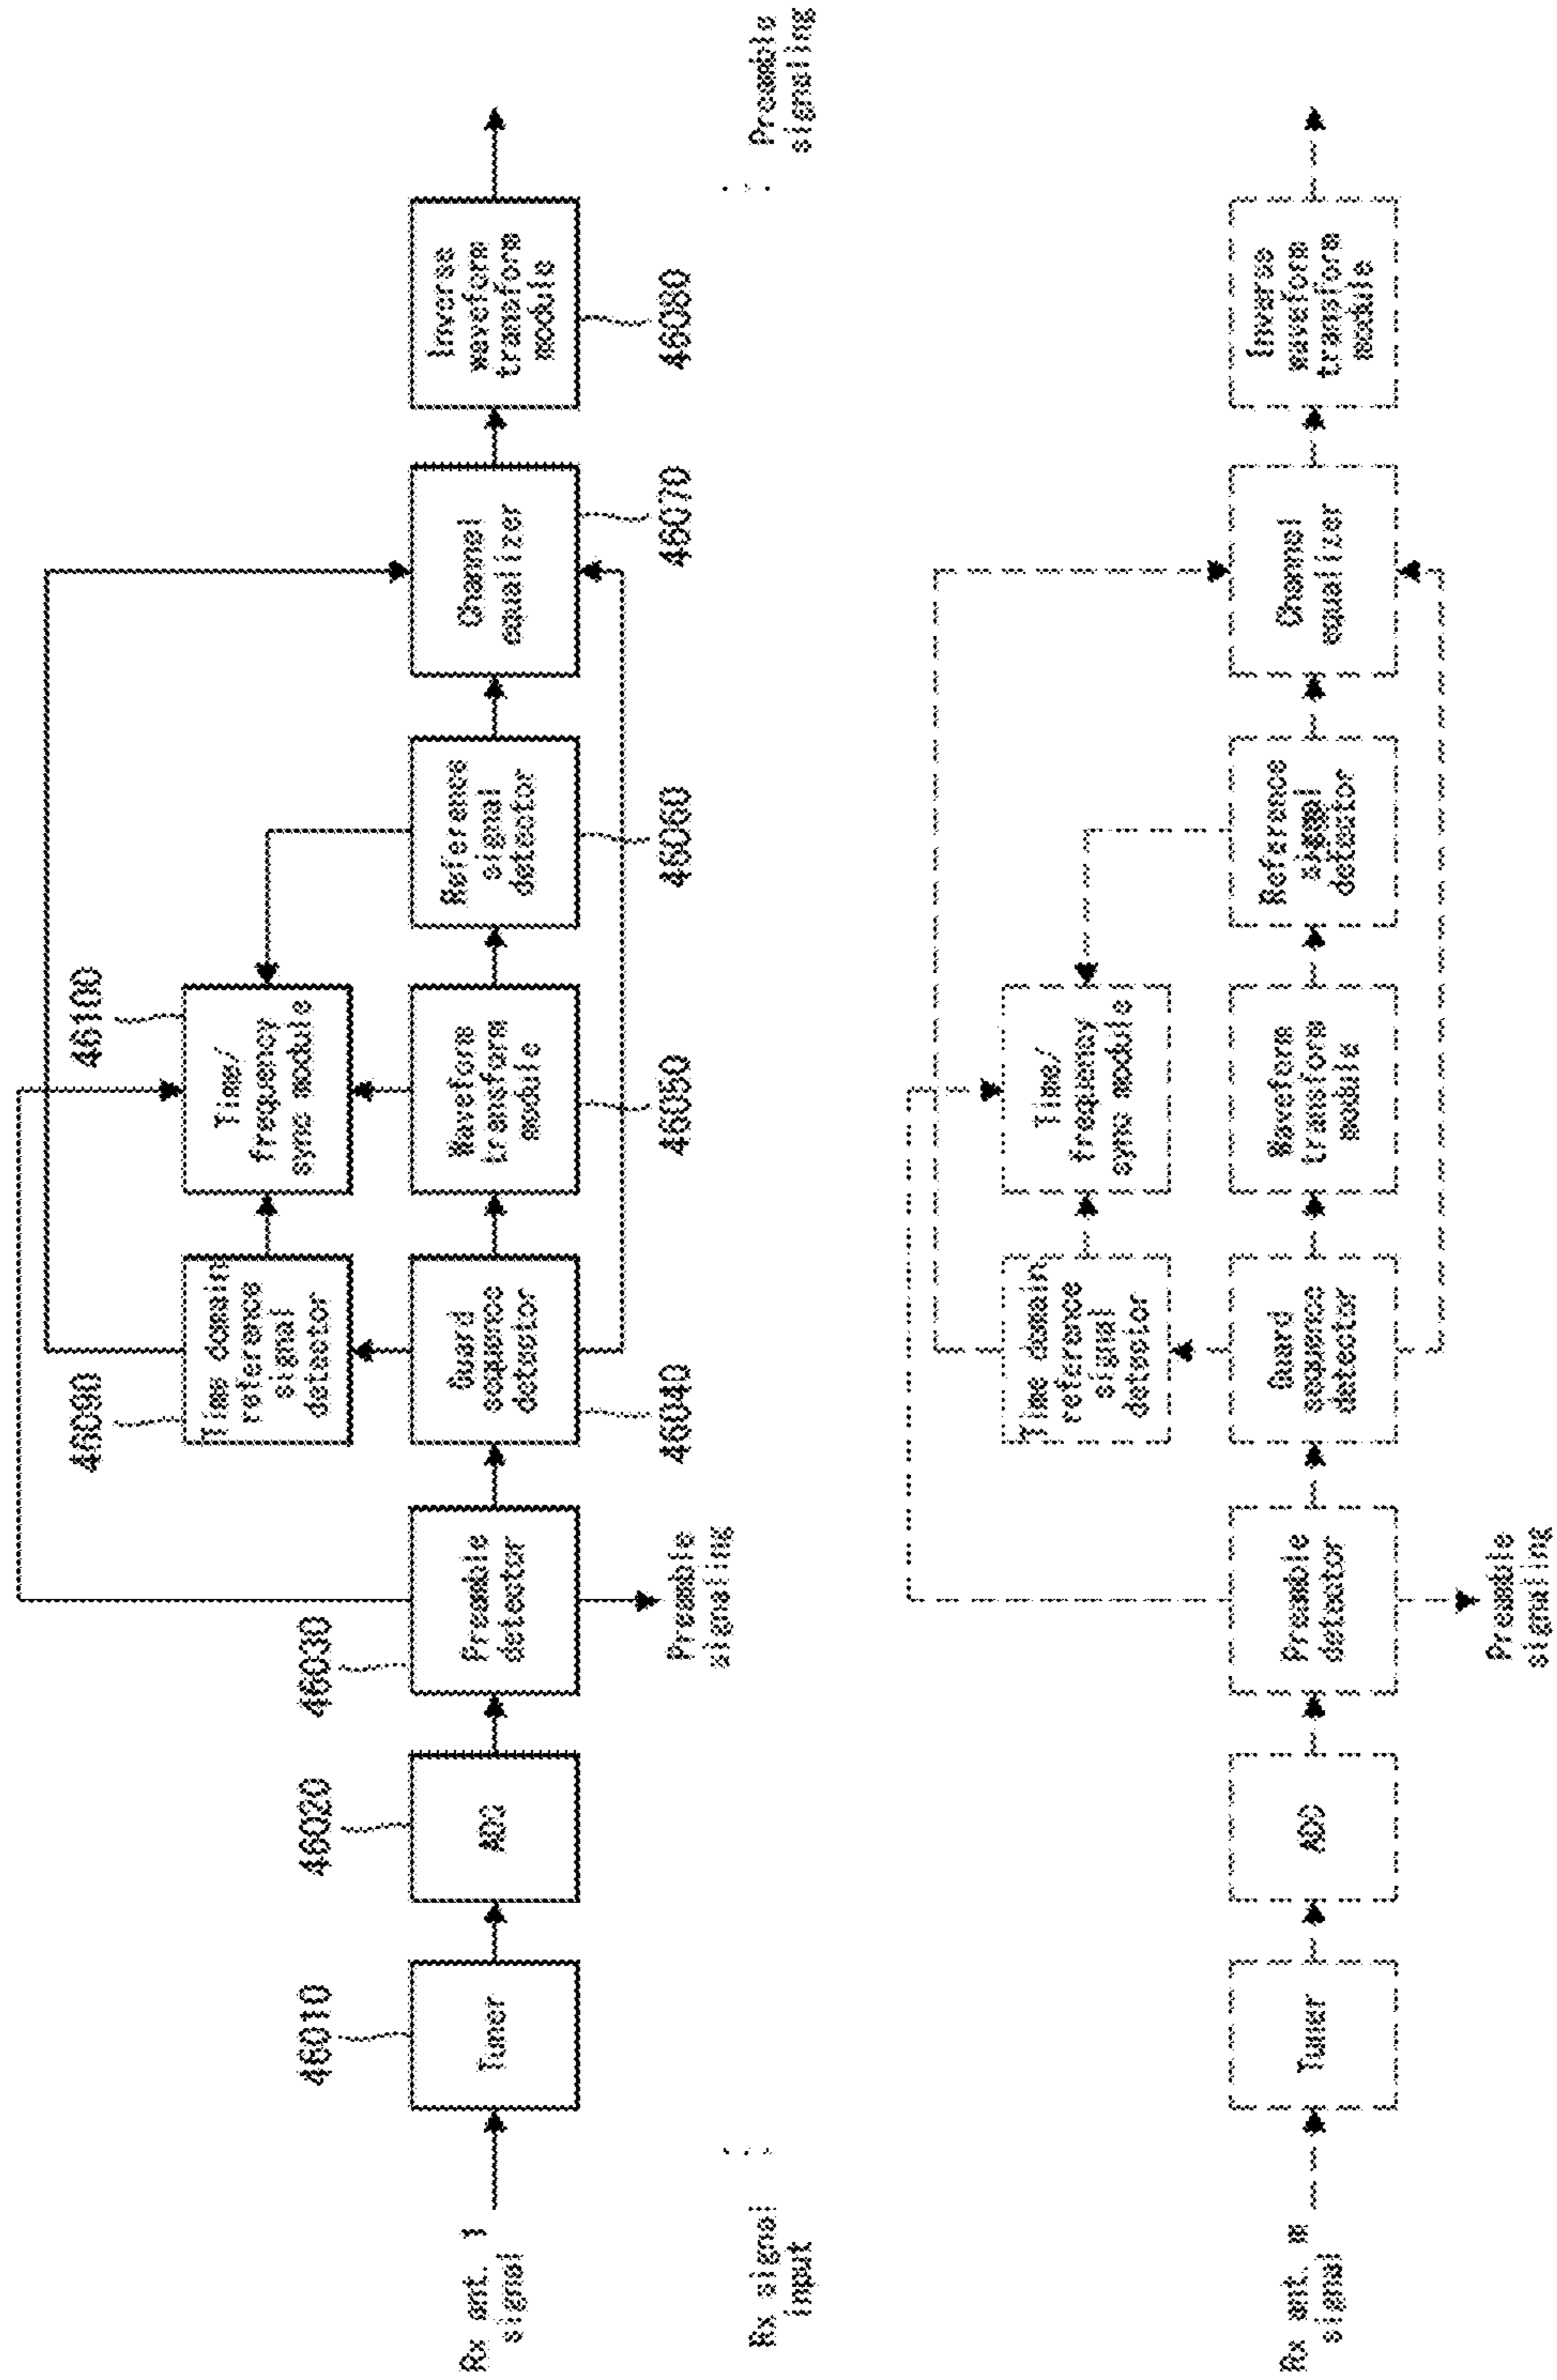 46090
46100
Time domain
reference
signal
detector
Time/
frequency
sync module
46010
46020
46030
Rx ant. 1
signal
Tuner
ADC
Preamble
detector
Guard
sequence
detector
Waveform
transform
module
Reference
signal
detector
Channel
equalizer
Inverse
waveform
transform
module
Preamble
signaling
46040
46050
46060
46070
46080
Rx signal
input
Preamble
signaling
Time domain
reference
signal
detector
Time/
frequency
sync module
Rx ant. m
signal
Tuner
ADC
Preamble
detector
Guard
sequence
detector
Waveform
transform
module
Reference
signal
detector
Channel
equalizer
Inverse
waveform
transform
module
Preamble
signaling